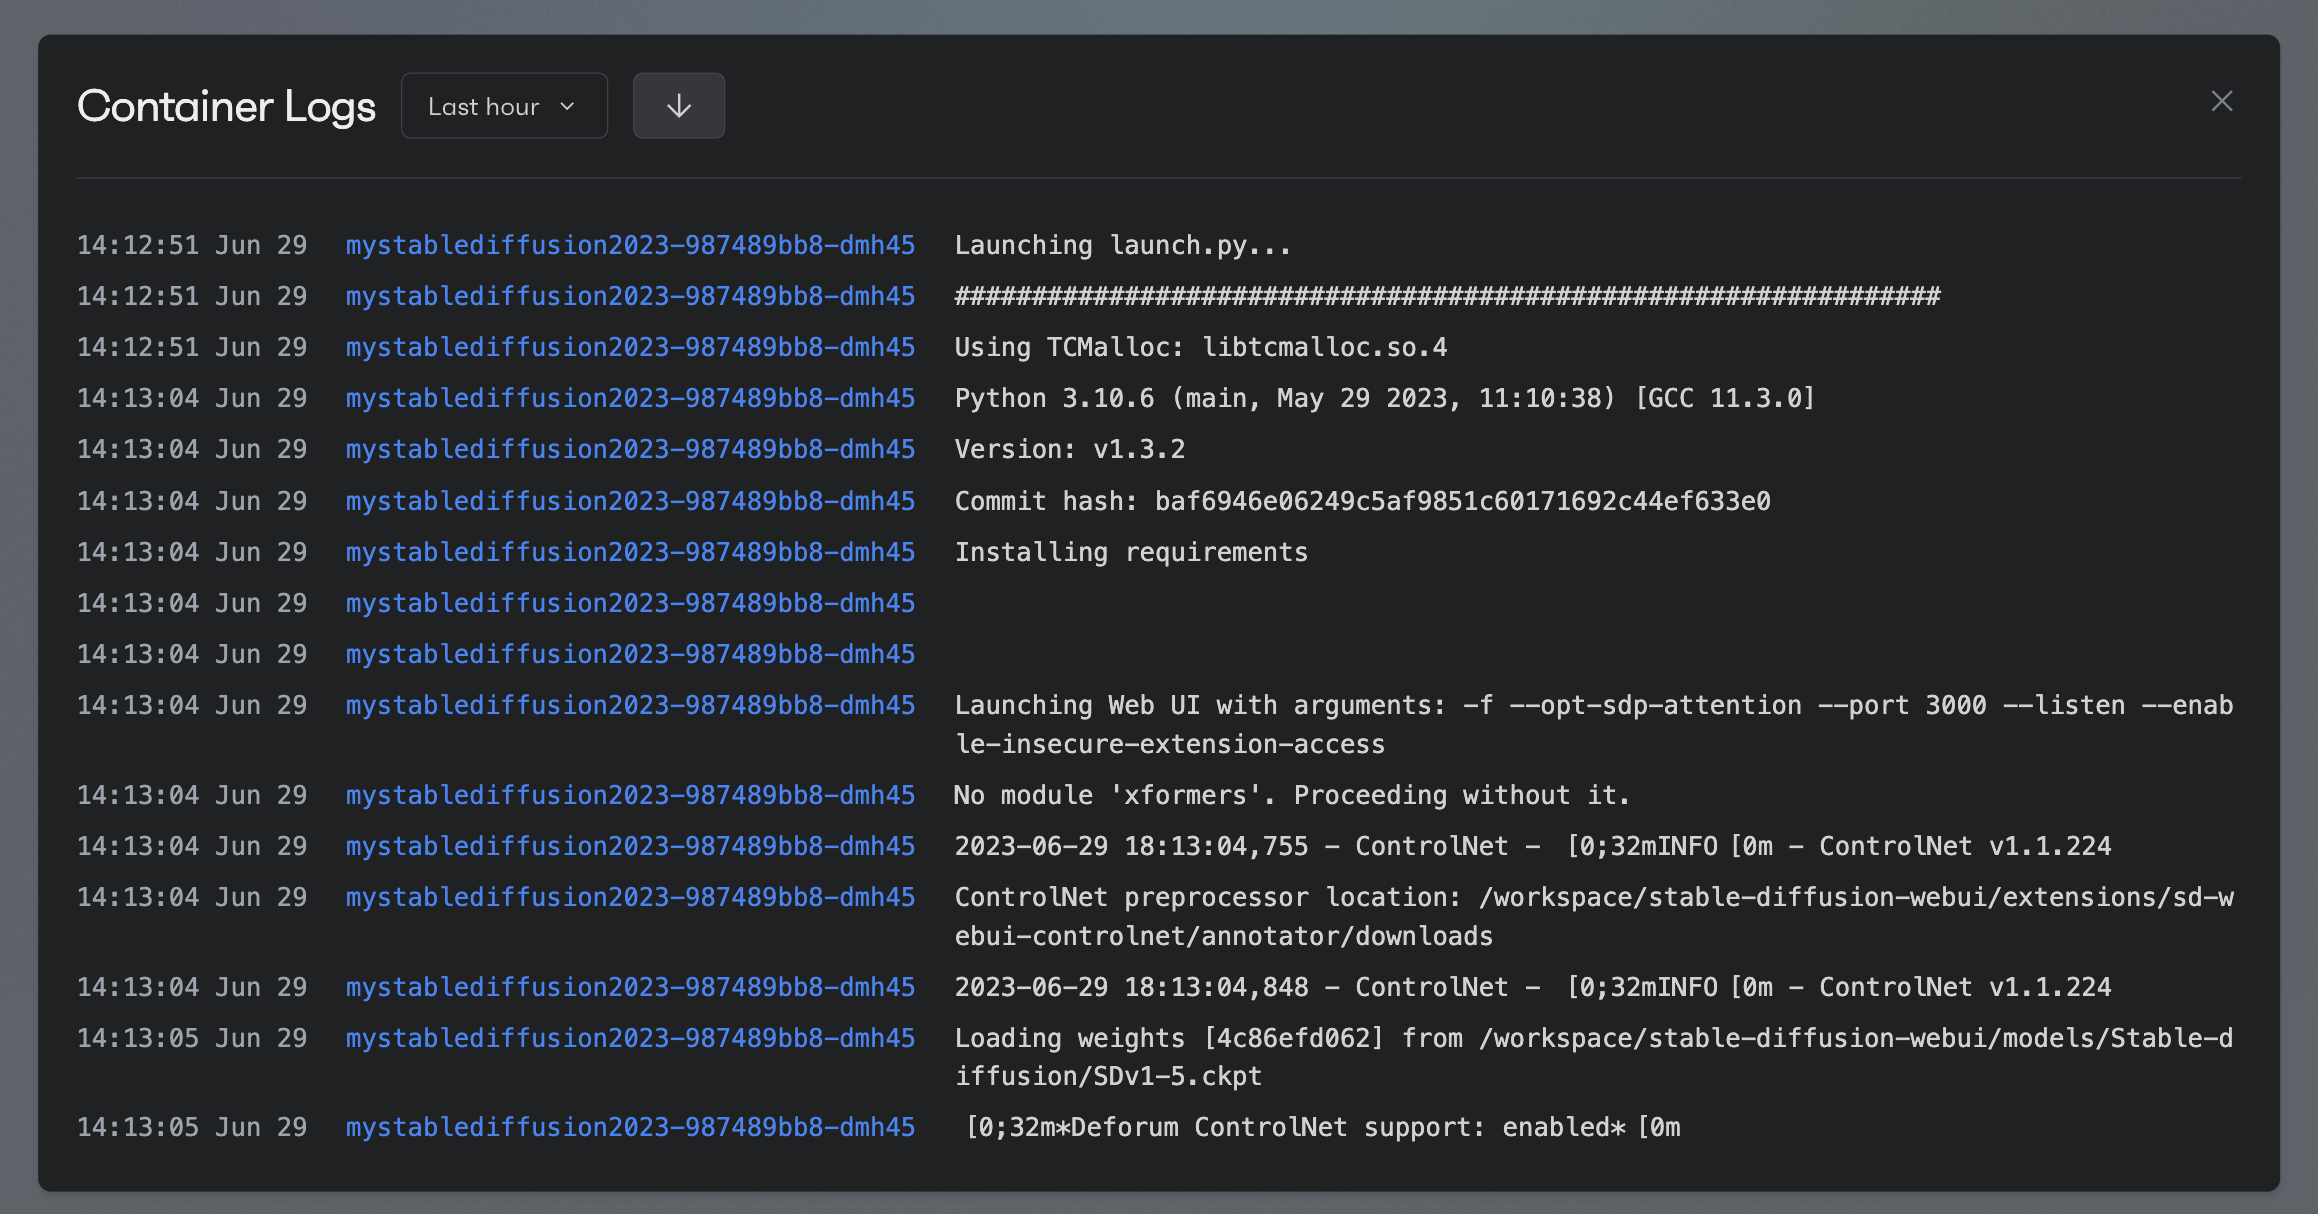 Container Logs Last hour
14:12:51 Jun 29 mystablediffusion2023-987489bb8-dmh45 Launching launch.py...
14:12:51 Jun 29 mystablediffusion2023-987489bb8-dmh45 ################################################################
14:12:51 Jun 29 mystablediffusion2023-987489bb8-dmh45 Using TCMalloc: libtcmalloc.so.4
14:13:04 Jun 29 mystablediffusion2023-987489bb8-dmh45 Python 3.10.6 (main, May 29 2023, 11:10:38) [GCC 11.3.0]
14:13:04 Jun 29 mystablediffusion2023-987489bb8-dmh45 Version: v1.3.2
14:13:04 Jun 29 mystablediffusion2023-987489bb8-dmh45 Commit hash: baf6946e06249c5af9851c60171692c44ef633e0
14:13:04 Jun 29 mystablediffusion2023-987489bb8-dmh45 Installing requirements
14:13:04 Jun 29 mystablediffusion2023-987489bb8-dmh45
14:13:04 Jun 29 mystablediffusion2023-987489bb8-dmh45
14:13:04 Jun 29 mystablediffusion2023-987489bb8-dmh45 Launching Web UI with arguments: -f --opt-sdp-attention --port 3000 --listen --enab
le-insecure-extension-access
14:13:04 Jun 29 mystablediffusion2023-987489bb8-dmh45 No module 'xformers'. Proceeding without it.
14:13:04 Jun 29 mystablediffusion2023-987489bb8-dmh45 2023-06-29 18:13:04,755 - ControlNet - [0;32mINFO [0m - ControlNet v1.1.224
14:13:04 Jun 29 mystablediffusion2023-987489bb8-dmh45 ControlNet preprocessor location: /workspace/stable-diffusion-webui/extensions/sd-w
ebui-controlnet/annotator/downloads
14:13:04 Jun 29 mystablediffusion2023-987489bb8-dmh45 2023-06-29 18:13:04,848 - ControlNet - [0;32mINFO [0m - ControlNet v1.1.224
14:13:05 Jun 29 mystablediffusion2023-987489bb8-dmh45 Loading weights [4c86efd062] from /workspace/stable-diffusion-webui/models/Stable-d
iffusion/SDv1-5.ckpt
14:13:05 Jun 29 mystablediffusion2023-987489bb8-dmh45 [0;32m*Deforum ControlNet support: enabled* [0m